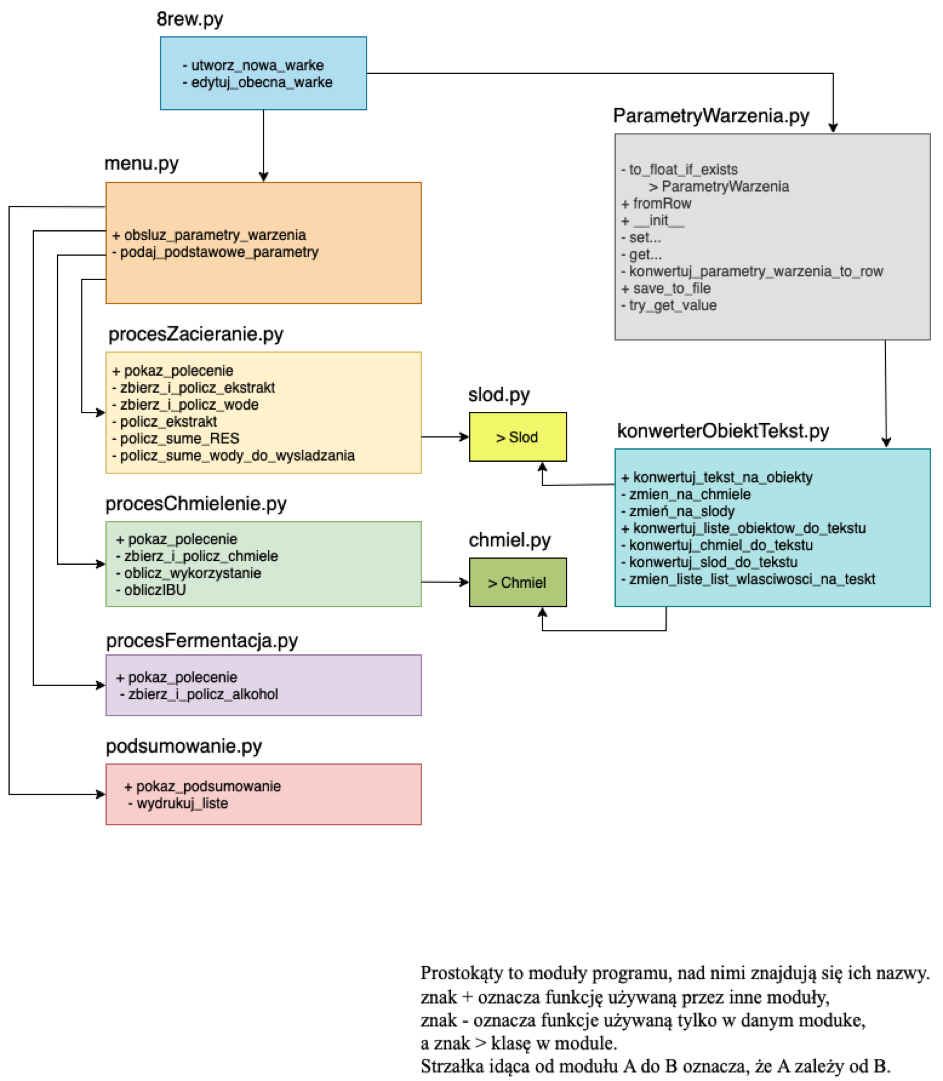 8rew.py
- utworz_nowa_warke
- edytuj_obecna_warke
ParametryWarzenia.py
- to_float_if_exists
> ParametryWarzenia
+ fromRow
+ __init__
- set...
- get...
- konwertuj_parametry_warzenia_to_row
+ save_to_file
- try_get_value
menu.py
+ obsluz_parametry_warzenia
- podaj_podstawowe_parametry
procesZacieranie.py
+ pokaz_polecenie
- zbierz_i_policz_ekstrakt
- zbierz_i_policz_wode
- policz_ekstrakt
- policz_sume_RES
- policz_sume_wody_do_wysladzania
slod.py
> Slod
konwerterObiektTekst.py
+ konwertuj_tekst_na_obiekty
- zmien_na_chmiele
- zmień_na_slody
+ konwertuj_liste_obiektow_do_tekstu
- konwertuj_chmiel_do_tekstu
- konwertuj_slod_do_tekstu
- zmien_liste_list_wlasciwosci_na_teskt
procesChmielenie.py
+ pokaz_polecenie
- zbierz_i_policz_chmiele
- oblicz_wykorzystanie
- obliczIBU
chmiel.py
> Chmiel
procesFermentacja.py
+ pokaz_polecenie
- zbierz_i_policz_alkohol
podsumowanie.py
+ pokaz_podsumowanie
- wydrukuj_liste
Prostokąty to moduły programu, nad nimi znajdują się ich nazwy.
znak + oznacza funkcję używaną przez inne moduły,
znak - oznacza funkcje używaną tylko w danym moduke,
a znak > klasę w module.
Strzałka idąca od modułu A do B oznacza, że A zależy od B.